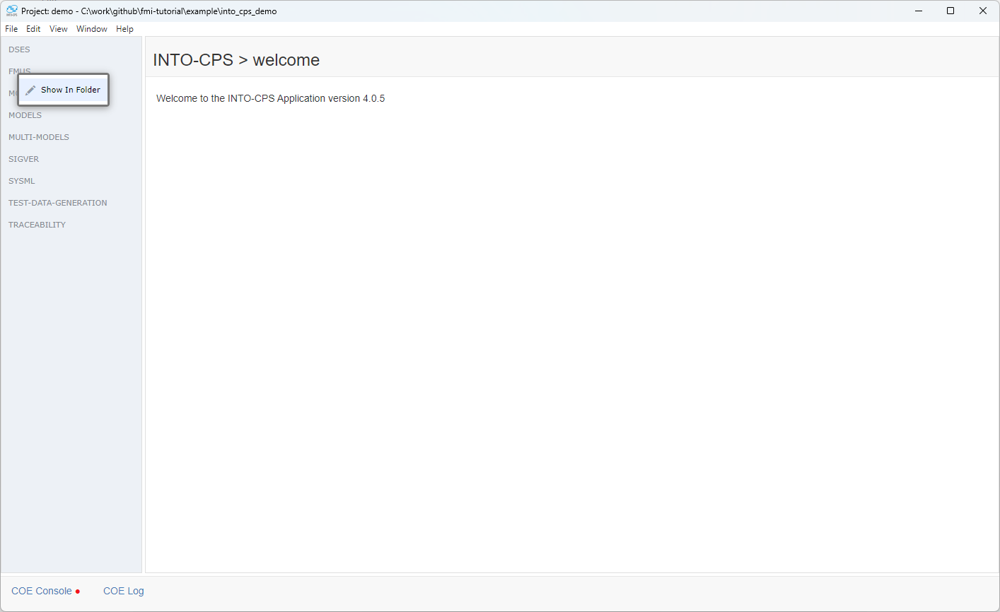 Project: demo - C:\work\github\fmi-tutorial\example\into_cps_demo
File Edit View Window Help
DSES
FMUS
Show In Folder
MODELS
MULTI-MODELS
SIGVER
SYSML
TEST-DATA-GENERATION
TRACEABILITY
INTO-CPS > welcome
Welcome to the INTO-CPS Application version 4.0.5
COE Console COE Log